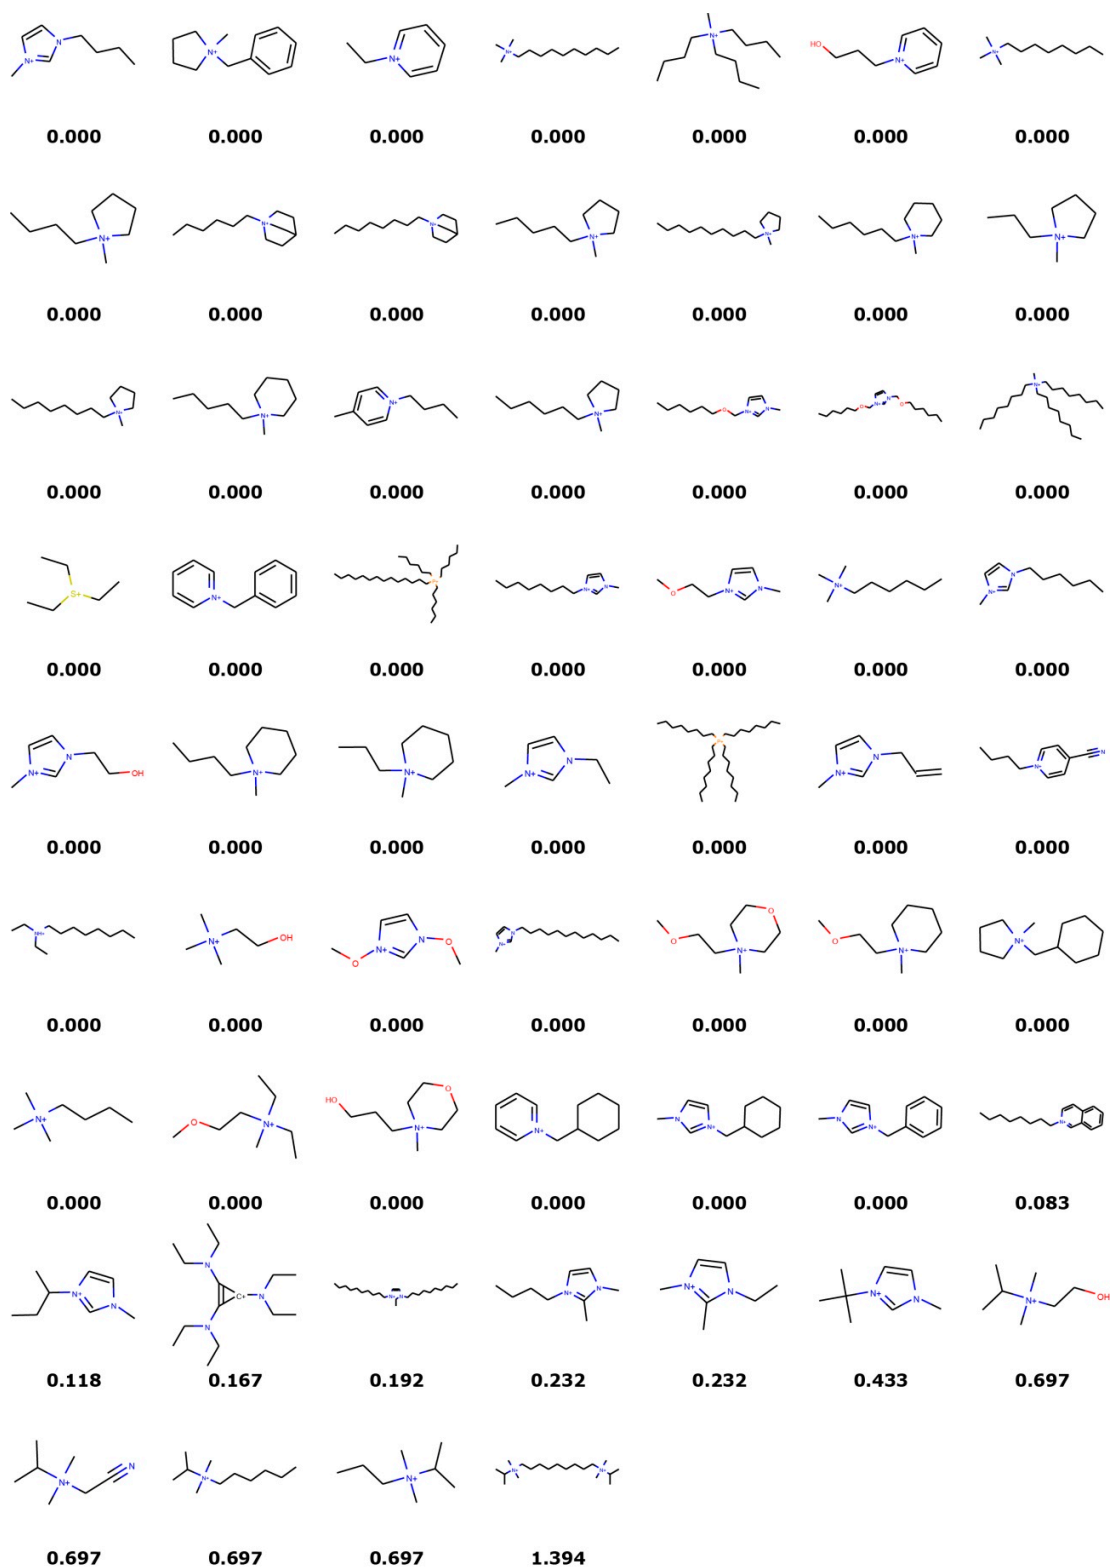 N N+ N+ N+ N+ N+ HO N+ N+
0.000 0.000 0.000 0.000 0.000 0.000 0.000
N+ N+ N+ N+ N+ N+ N+
0.000 0.000 0.000 0.000 0.000 0.000 0.000
N+ N+ N+ N+ O N+ N O N+ N O N+
0.000 0.000 0.000 0.000 0.000 0.000 0.000
S+ N+ N+ N O N+ N N+ N N+
0.000 0.000 0.000 0.000 0.000 0.000 0.000
N+ N OH N+ N+ N+ N N+ N N+ N
0.000 0.000 0.000 0.000 0.000 0.000 0.000
NH+ N+ OH O N+ N O N+ N O N+ O O N+ N+
0.000 0.000 0.000 0.000 0.000 0.000 0.000
N+ O N+ HO N+ O N+ N N+ N N+ N+
0.000 0.000 0.000 0.000 0.000 0.000 0.083
N+ N N N C+ N N+ N N+ N N+ N N+ N N+ OH
0.118 0.167 0.192 0.232 0.232 0.433 0.697
N+ N N+ N+ N+ N+
0.697 0.697 0.697 1.394